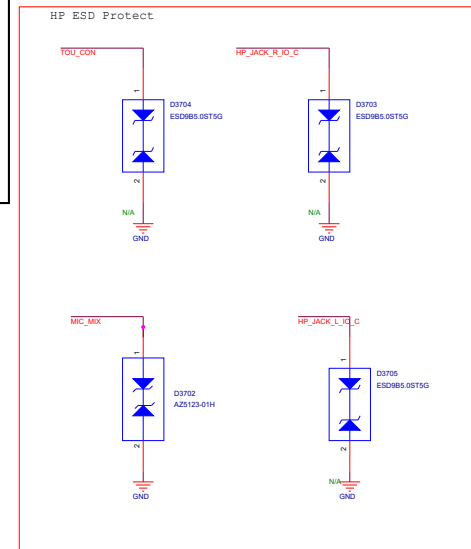 HP ESD Protect
TOU_CON
1
D3704
ESD9B5.0ST5G
2
N/A
GND
HP_JACK_R_IO_C
1
D3703
ESD9B5.0ST5G
2
N/A
GND
MIC_MIX
1
D3702
AZ5123-01H
2
GND
HP_JACK_L_IO_C
1
D3705
ESD9B5.0ST5G
2
N/A
GND